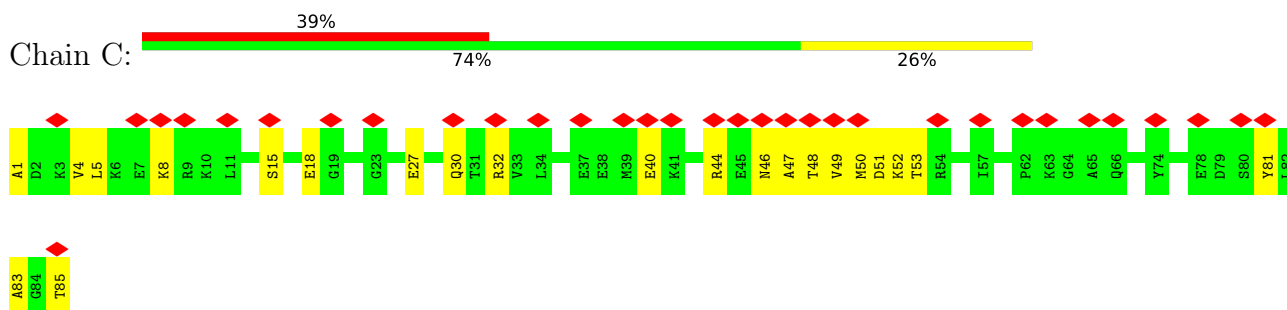 39%
Chain C:
74% 26%
A1 D2 K3 V4 L5 K6 E7 K8 R9 K10 L11 S15 E18 G19 G23 E27 Q30 T31 R32 V33 L34 E37 E38 M39 E40 K41 R44 E45 N46 A47 T48 V49 M50 D51 K52 T53 R54 I57 P62 K63 G64 A65 Q66 Y74 E78 D79 S80 Y81 L82
A83 G84 T85